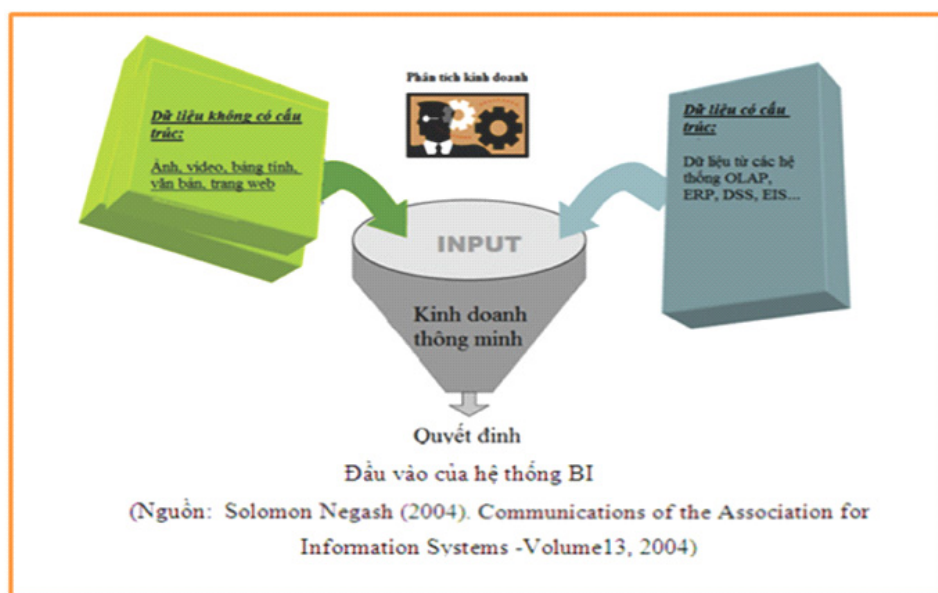 Phân tích kinh doanh
Dữ liệu không có cấu
trúc:
Ảnh, video, bảng tính,
văn bản, trang web
Dữ liệu có cấu
trúc:
Dữ liệu từ các hệ
thống OLAP,
ERP, DSS, EIS...
INPUT
Kinh doanh
thông minh
Quyết định
Đầu vào của hệ thống BI
(Nguồn: Solomon Negash (2004). Communications of the Association for
Information Systems -Volume13, 2004)